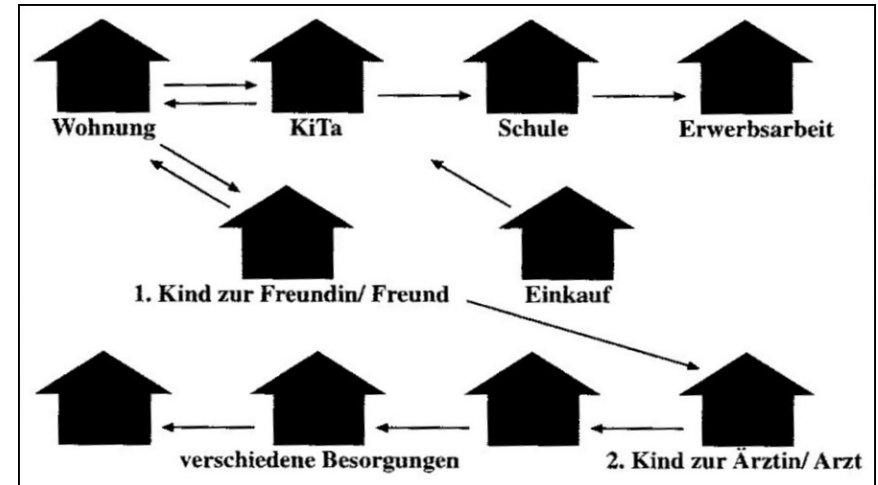 Wohnung
KiTa
Schule
Erwerbsarbeit
1. Kind zur Freundin/ Freund
Einkauf
verschiedene Besorgungen
2. Kind zur Ärztin/ Arzt